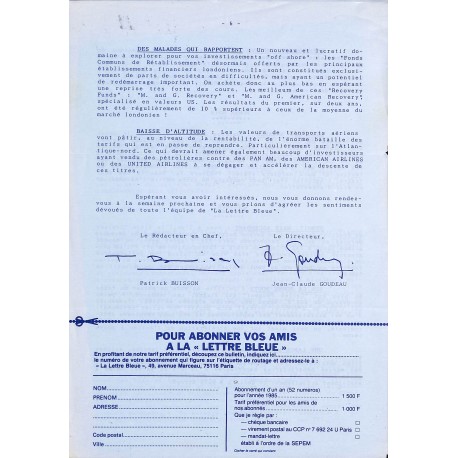 - 4 -
DES MALADES QUI RAPPORTENT : Un nouveau et lucratif do-
maine à explorer pour vos investissements "off shore" : les "Fonds
Communs de Rétablissement" désormais offerts par les principaux
établissements financiers londoniens. Ils sont constitués exclusi-
vement de parts de sociétés en difficultés, mais ayant un potentiel
de redémarrage important. On achète donc au plus bas en espérant
une reprise très forte des cours. Les meilleurs de ces "Recovery
Funds" : "M. and G. Recovery" et "M. and G. American Recovery",
spécialisé en valeurs US. Les résultats du premier, sur deux ans,
ont été régulièrement de 10 % supérieurs à ceux de la moyenne du
marché londonien !
BAISSE D'ALTITUDE : Les valeurs de transports aériens
vont pâtir, au niveau de la rentabilité, de l'énorme bataille des
tarifs qui est en passe de reprendre. Particulièrement sur l'Atlan-
tique-nord. Ce qui devrait amener également beaucoup d'investisseurs
ayant vendu des pétrolières contre des PAN AM, des AMERICAN AIRLINES
ou des UNITED AIRLINES à se dégager et accélérer la descente de
ces titres.
Espérant vous avoir intéressés, nous vous donnons rendez-
vous à la semaine prochaine et vous prions d'agréer les sentiments
dévoués de toute l'équipe de "La Lettre Bleue".
Le Rédacteur en Chef, Le Directeur,
Patrick BUISSON Jean-Claude GOUDEAU
POUR ABONNER VOS AMIS
A LA « LETTRE BLEUE »
En profitant de notre tarif préférentiel, découpez ce bulletin, indiquez ici
le numéro de votre abonnement qui figure sur l'étiquette de routage et adressez-le à :
« La Lettre Bleue », 49, avenue Marceau, 75116 Paris
NOM
PRENOM
ADRESSE
Code postal
Ville
Abonnement d'un an (52 numéros)
pour l'année 1985 1 500 F
Tarif préférentiel pour les amis de
nos abonnés 1 000 F
Que je règle par :
— chèque bancaire
— virement postal au CCP n° 7 692 24 U Paris
— mandat-lettre
établi à l'ordre de la SEPEM
Cocher la case qui convient